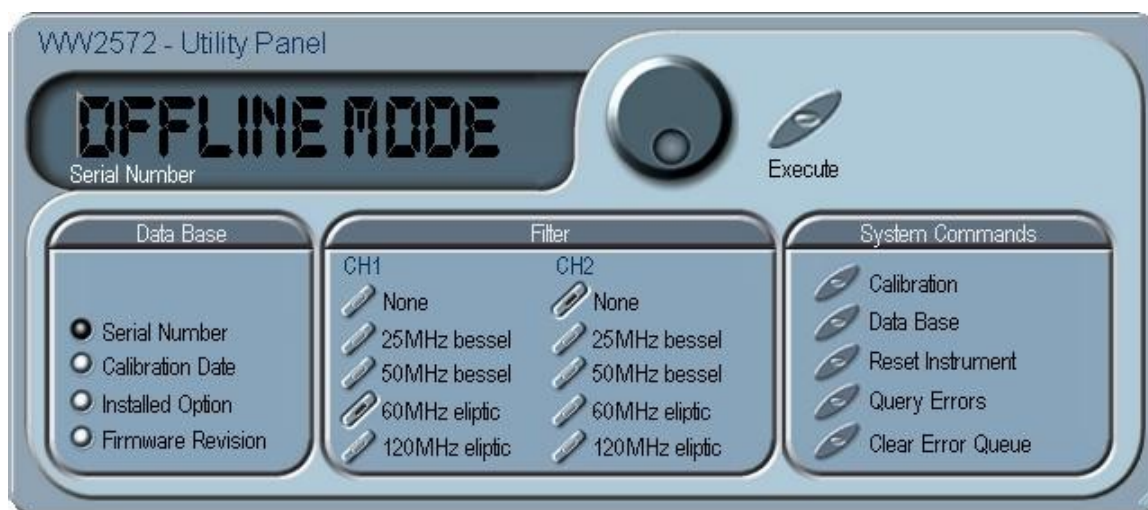 WW2572 - Utility Panel
OFFLINE MODE
Serial Number
Execute
Data Base
Serial Number
Calibration Date
Installed Option
Firmware Revision
Filter
CH1
None
25MHz bessel
50MHz bessel
60MHz eliptic
120MHz eliptic
CH2
None
25MHz bessel
50MHz bessel
60MHz eliptic
120MHz eliptic
System Commands
Calibration
Data Base
Reset Instrument
Query Errors
Clear Error Queue